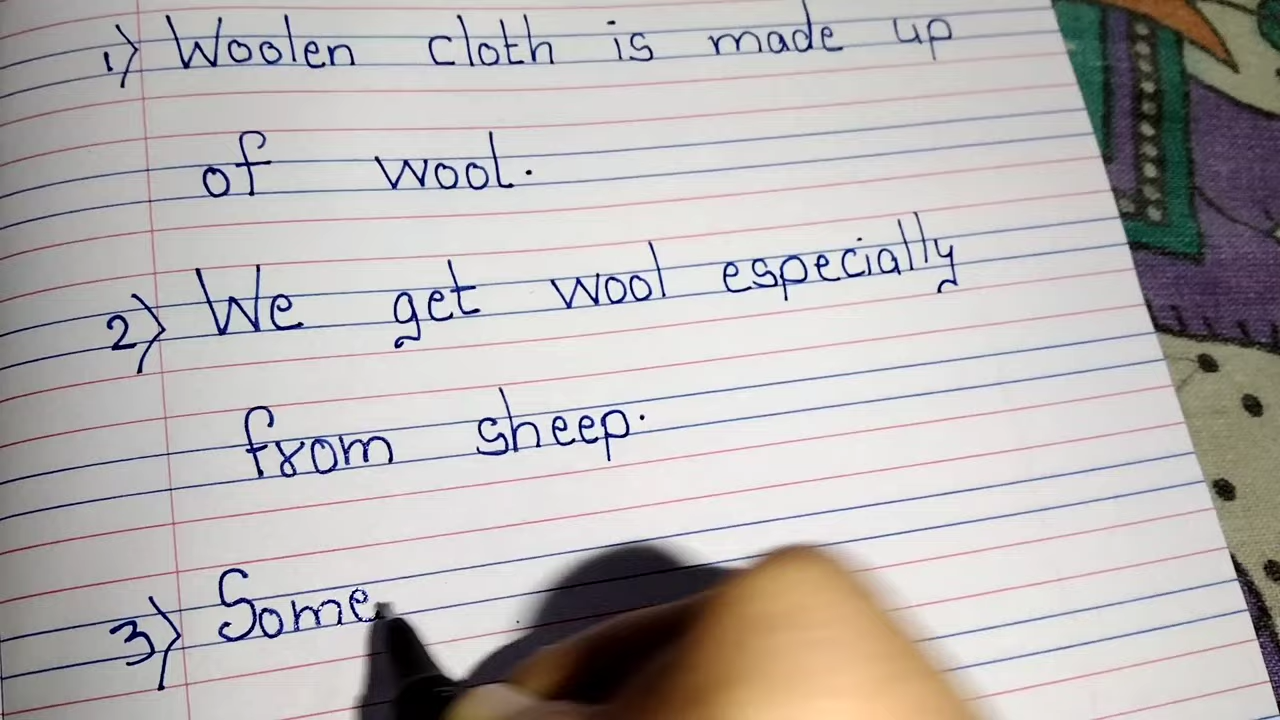 1) Woolen cloth is made up
of wool.
2) We get wool especially
from sheep.
3) Some